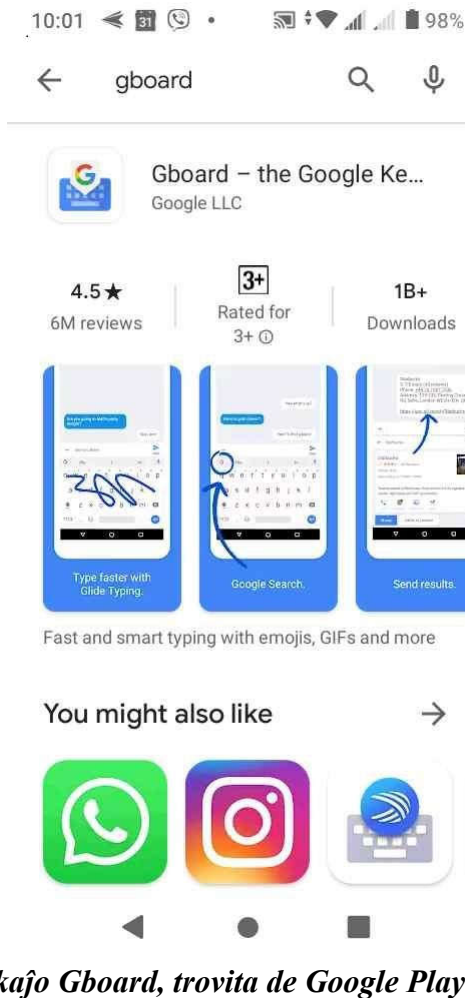 10:01 31 98%
gboard
Gboard – the Google Ke...
Google LLC
4.5★
6M reviews
3+
Rated for
3+
1B+
Downloads
Type faster with
Glide Typing.
Google Search.
Send results.
Fast and smart typing with emojis, GIFs and more
You might also like
kaĵo Gboard, trovita de Google Play